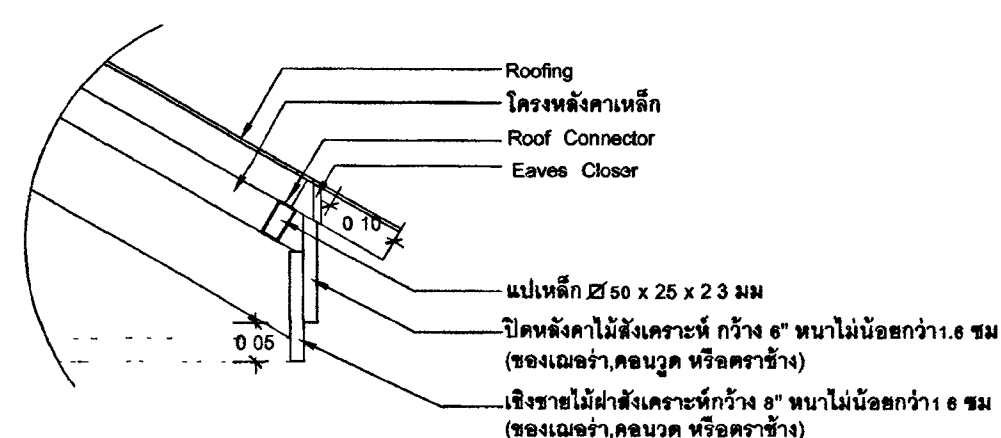 Roofing
โครงหลังคาเหล็ก
Roof Connector
Eaves Closer
0 10
แปเหล็ก 50 x 25 x 2 3 มม
ปิดหลังคาไม้สังเคราะห์ กว้าง 6" หนาไม่น้อยกว่า1.6 ซม
(ของเฌอร่า,คอนวูด หรือตราช้าง)
0 05
เชิงชายไม้ฝาสังเคราะห์กว้าง 8" หนาไม่น้อยกว่า1 6 ซม
(ของเฌอร่า,คอนวูด หรือตราช้าง)